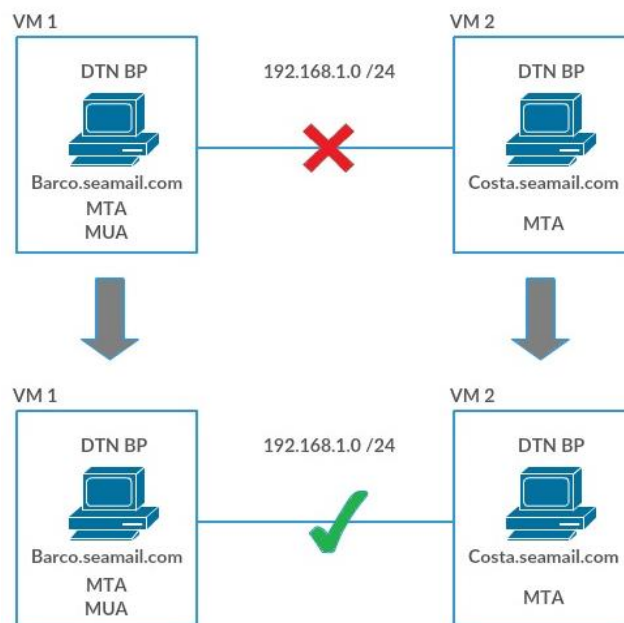 VM 1
VM 2
DTN BP
192.168.1.0 /24
DTN BP
Barco.seamail.com
Costa.seamail.com
MTA
MUA
MTA
VM 1
VM 2
DTN BP
192.168.1.0 /24
DTN BP
Barco.seamail.com
Costa.seamail.com
MTA
MUA
MTA